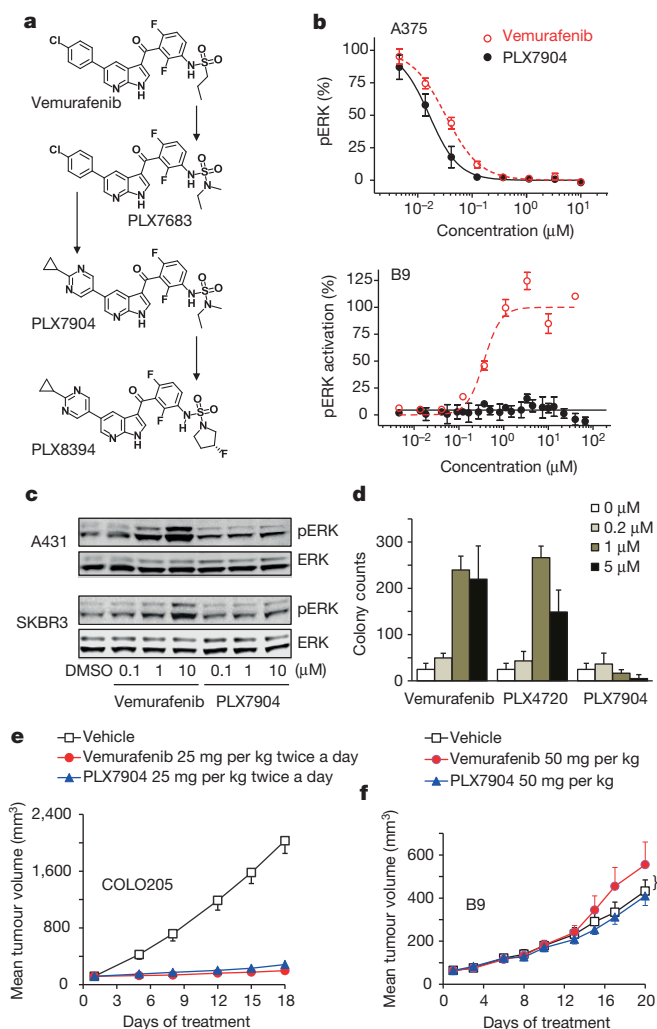 a
Cl
O
F
F
N
H
O
O
S
N
N
H
Vemurafenib
Cl
O
F
F
N
H
O
O
S
N
N
N
H
PLX7683
N
N
O
F
F
N
H
O
O
S
N
N
N
H
PLX7904
N
N
O
F
F
N
H
O
O
S
N
N
N
H
F
PLX8394
b
A375
Vemurafenib
PLX7904
pERK (%)
100
75
50
25
0
10⁻² 10⁻¹ 10⁰ 10¹
Concentration (μM)
B9
pERK activation (%)
125
100
75
50
25
0
10⁻² 10⁻¹ 10⁰ 10¹ 10²
Concentration (μM)
c
A431
pERK
ERK
SKBR3
pERK
ERK
DMSO 0.1 1 10 0.1 1 10 (μM)
Vemurafenib PLX7904
d
0 μM
0.2 μM
1 μM
5 μM
Colony counts
300
200
100
0
Vemurafenib PLX4720 PLX7904
e
Vehicle
Vemurafenib 25 mg per kg twice a day
PLX7904 25 mg per kg twice a day
Mean tumour volume (mm³)
2,400
1,600
800
0
COLO205
0 3 6 9 12 15 18
Days of treatment
f
Vehicle
Vemurafenib 50 mg per kg
PLX7904 50 mg per kg
Mean tumour volume (mm³)
600
400
200
0
B9
}
0 4 8 12 16 20
Days of treatment